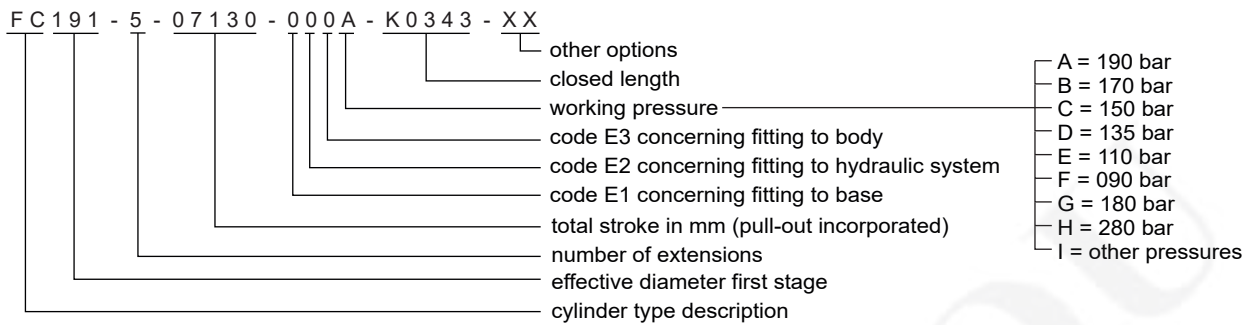 FC191 - 5 - 07130 - 000A - K0343 - XX
other options
closed length
working pressure
code E3 concerning fitting to body
code E2 concerning fitting to hydraulic system
code E1 concerning fitting to base
total stroke in mm (pull-out incorporated)
number of extensions
effective diameter first stage
cylinder type description
A = 190 bar
B = 170 bar
C = 150 bar
D = 135 bar
E = 110 bar
F = 090 bar
G = 180 bar
H = 280 bar
I = other pressures